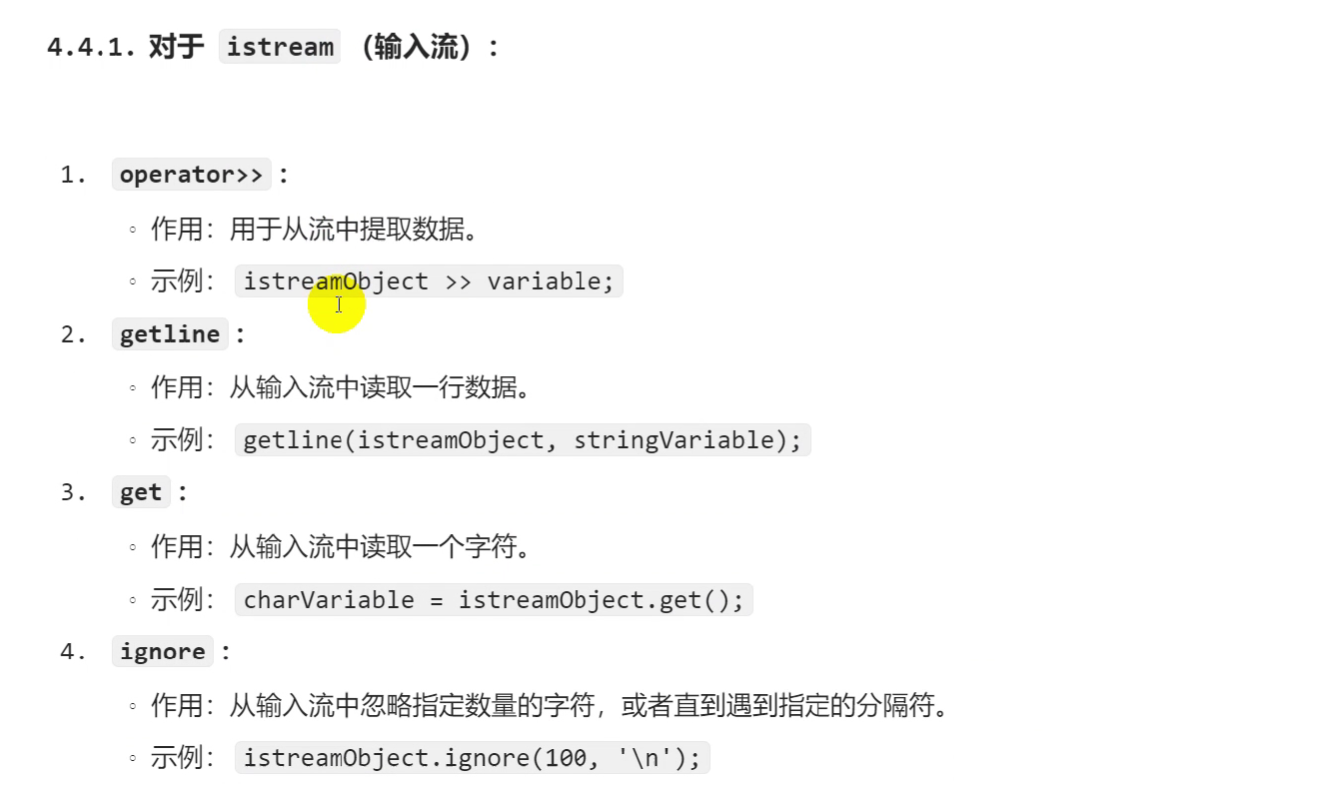 4.4.1. 对于 istream （输入流）:
1. operator>> :
◦ 作用：用于从流中提取数据。
◦ 示例： istreamObject >> variable;
2. getline :
◦ 作用：从输入流中读取一行数据。
◦ 示例： getline(istreamObject, stringVariable);
3. get :
◦ 作用：从输入流中读取一个字符。
◦ 示例： charVariable = istreamObject.get();
4. ignore :
◦ 作用：从输入流中忽略指定数量的字符，或者直到遇到指定的分隔符。
◦ 示例： istreamObject.ignore(100, '\n');